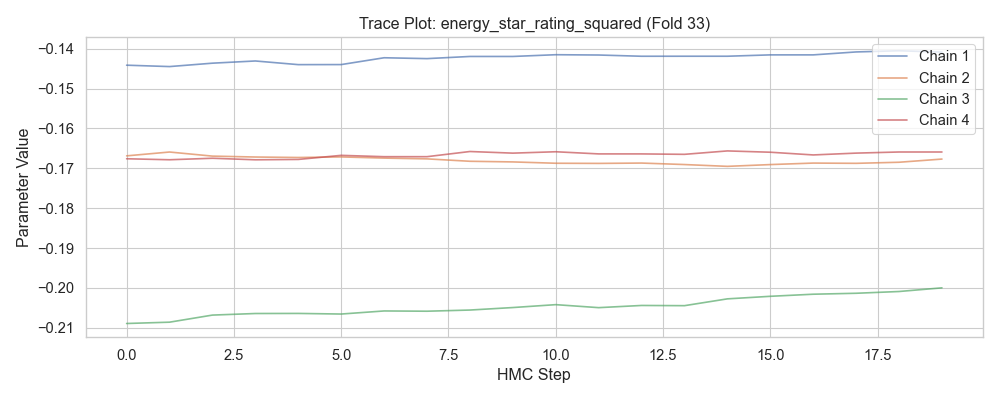 Trace Plot: energy_star_rating_squared (Fold 33)
Parameter Value
−0.14
−0.15
−0.16
−0.17
−0.18
−0.19
−0.20
−0.21
Chain 1
Chain 2
Chain 3
Chain 4
0.0 2.5 5.0 7.5 10.0 12.5 15.0 17.5
HMC Step